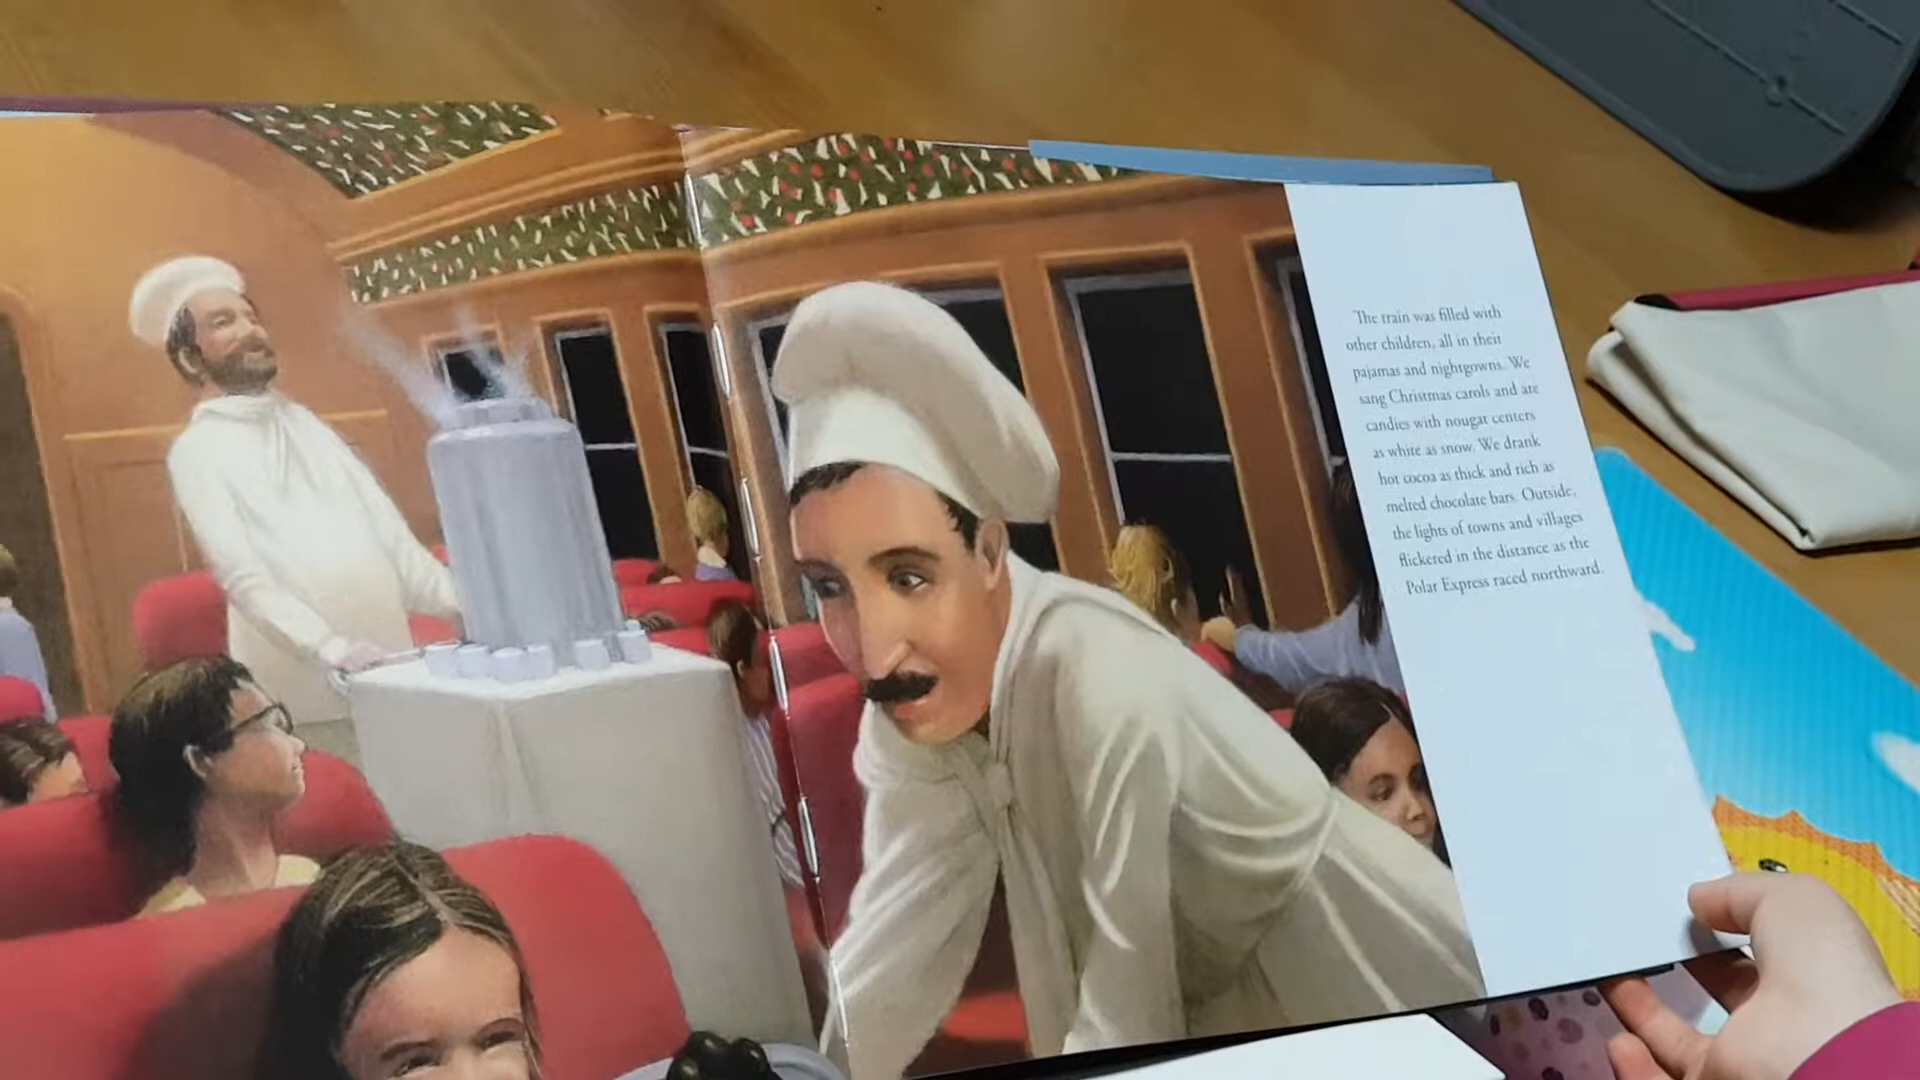 The train was filled with
other children, all in their
pajamas and nightgowns. We
sang Christmas carols and ate
candies with nougat centers
as white as snow. We drank
hot cocoa as thick and rich as
melted chocolate bars. Outside,
the lights of towns and villages
flickered in the distance as the
Polar Express raced northward.